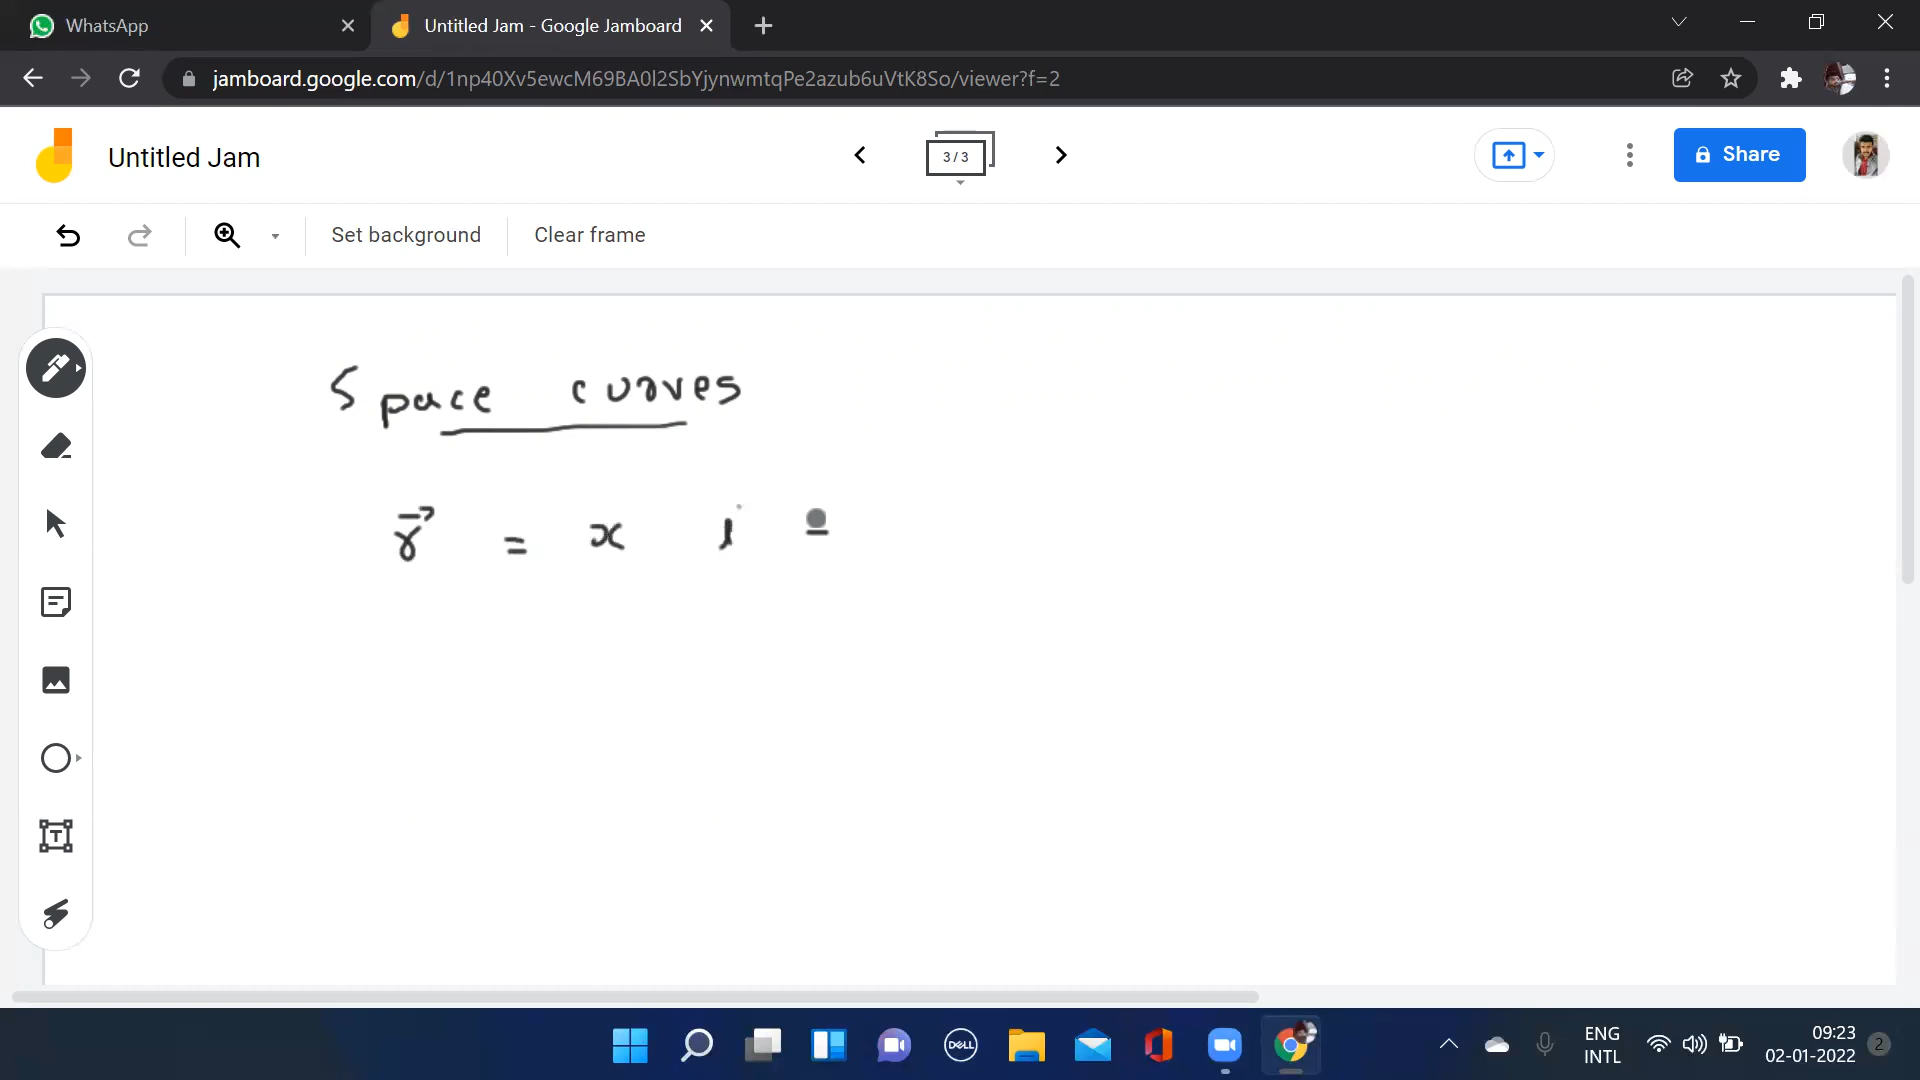 WhatsApp
Untitled Jam - Google Jamboard
jamboard.google.com/d/1np40Xv5ewcM69BA0l2SbYjynwmtqPe2azub6uVtK8So/viewer?f=2
Untitled Jam
3 / 3
Share
Set background
Clear frame
Space curves
r⃗ = x i
T
DELL
ENG
INTL
09:23
02-01-2022
2